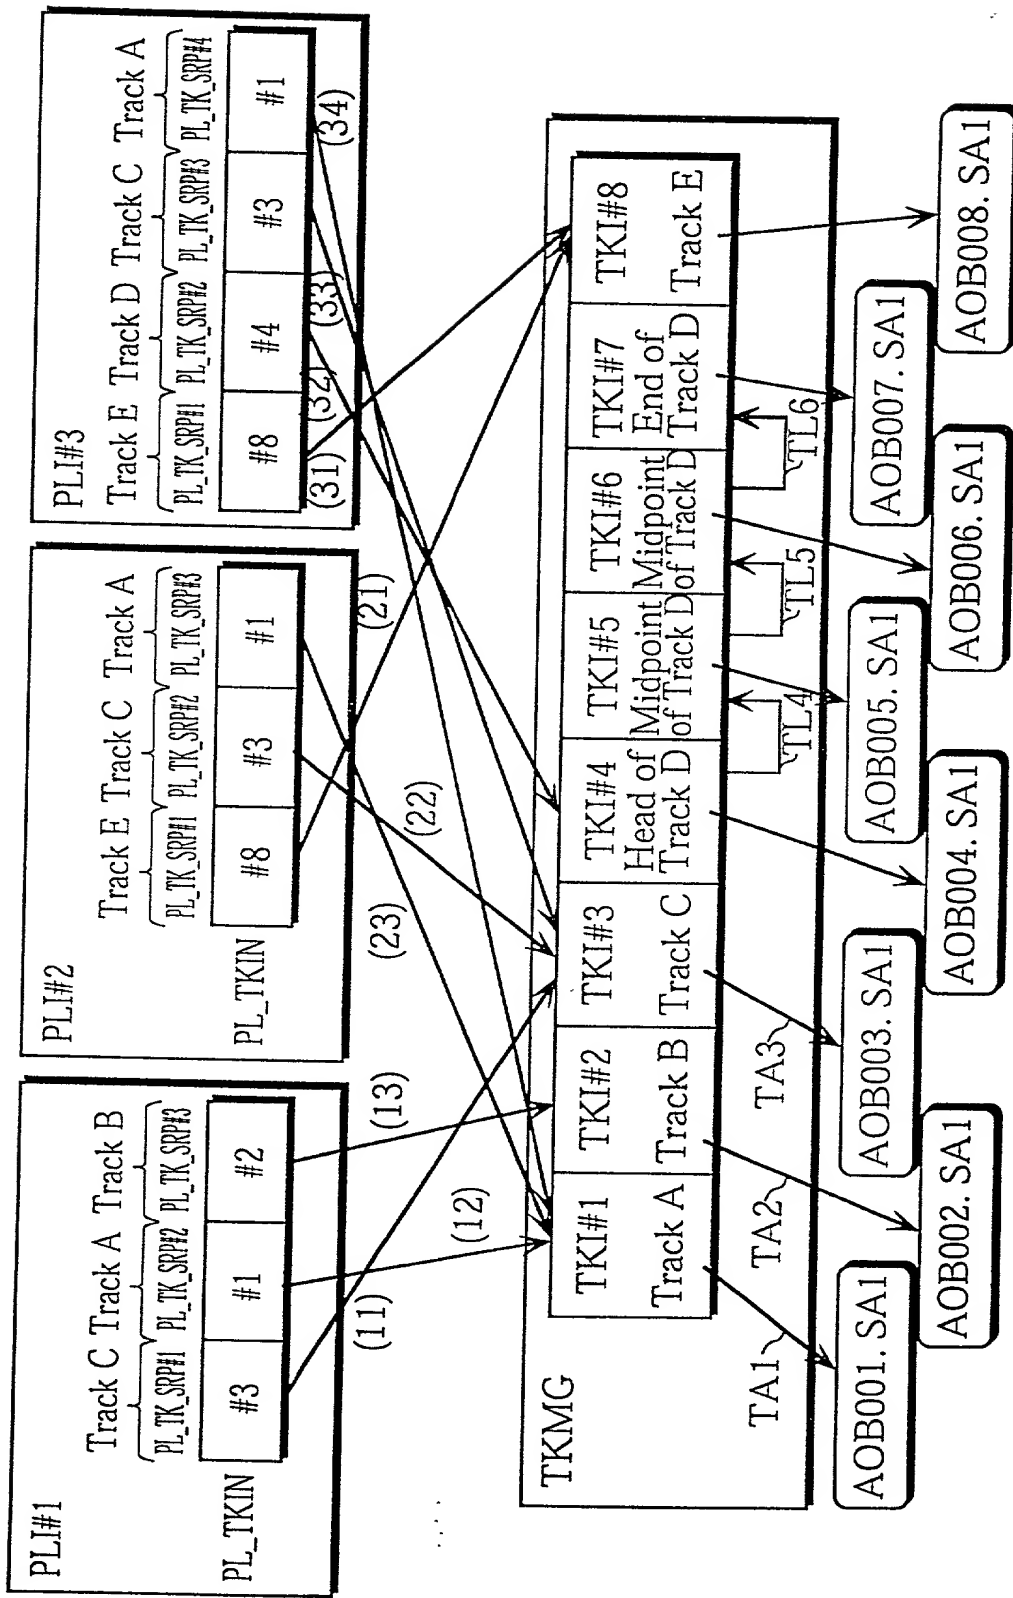 PLI#1
Track C Track A Track B
PL_TK_SRP#1 PL_TK_SRP#2 PL_TK_SRP#3
PL_TKIN
#3 #1 #2
PLI#2
Track E Track C Track A
PL_TK_SRP#1 PL_TK_SRP#2 PL_TK_SRP#3
PL_TKIN
#8 #3 #1
PLI#3
Track E Track D Track C Track A
PL_TK_SRP#1 PL_TK_SRP#2 PL_TK_SRP#3 PL_TK_SRP#4
#8 #4 #3 #1
(11) (12) (13) (23) (22) (21) (31) (32) (33) (34)
TKMG
TKI#1 Track A
TKI#2 Track B
TKI#3 Track C
TKI#4 Head of Track D
TKI#5 Midpoint of Track D
TKI#6 Midpoint of Track D
TKI#7 End of Track D
TKI#8 Track E
TA1 TA2 TA3 TL4 TL5 TL6
AOB001. SA1
AOB002. SA1
AOB003. SA1
AOB004. SA1
AOB005. SA1
AOB006. SA1
AOB007. SA1
AOB008. SA1